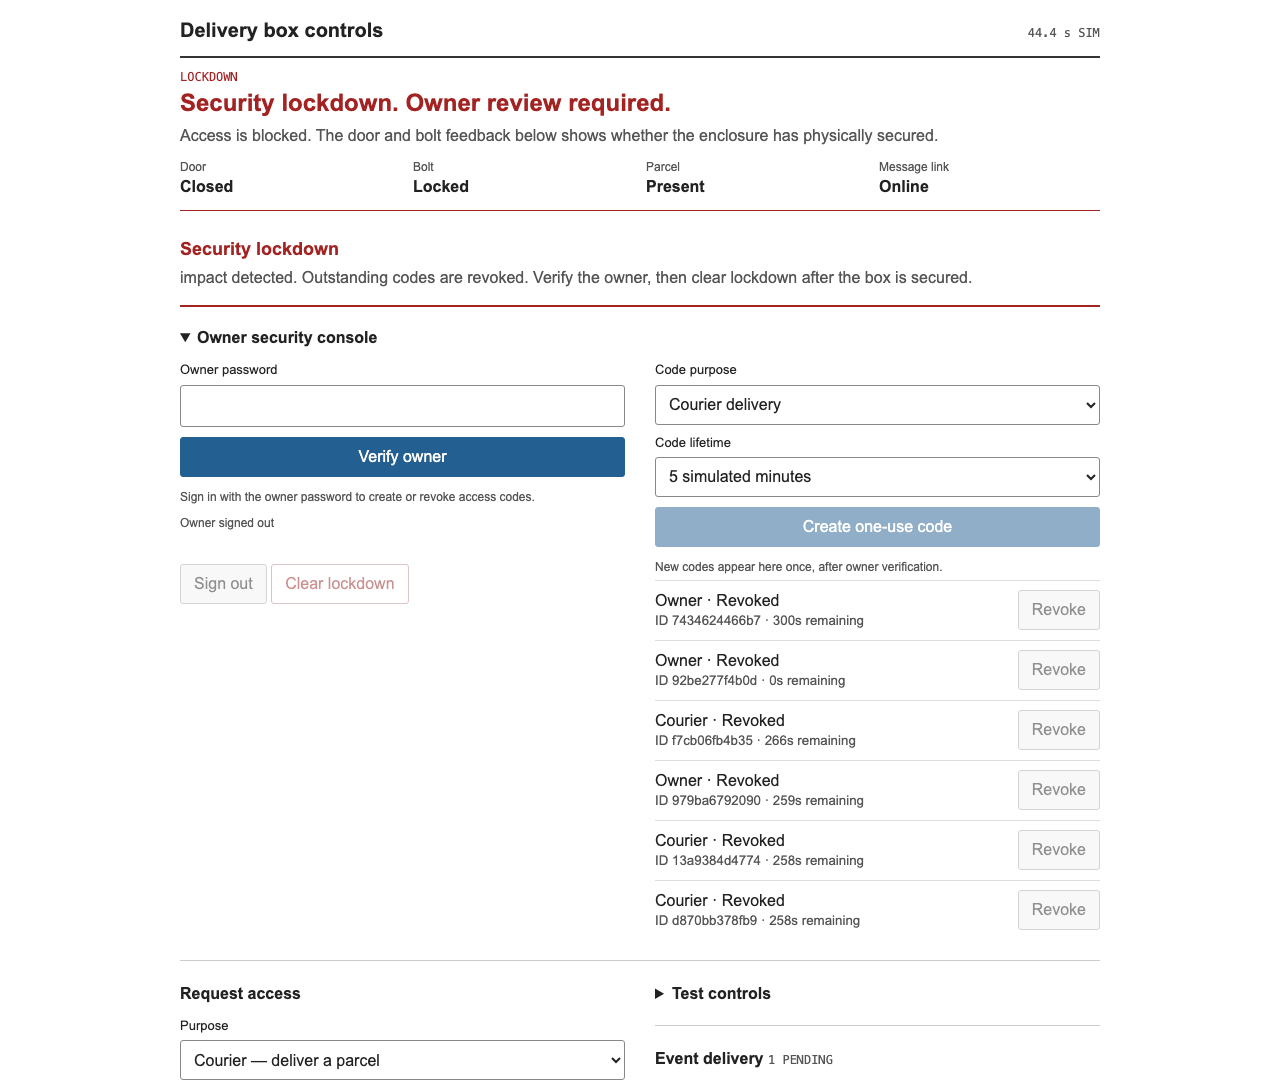 Delivery box controls
44.4 s SIM
LOCKDOWN
Security lockdown. Owner review required.
Access is blocked. The door and bolt feedback below shows whether the enclosure has physically secured.
Door
Closed
Bolt
Locked
Parcel
Present
Message link
Online
Security lockdown
impact detected. Outstanding codes are revoked. Verify the owner, then clear lockdown after the box is secured.
Owner security console
Owner password
Verify owner
Sign in with the owner password to create or revoke access codes.
Owner signed out
Sign out
Clear lockdown
Code purpose
Courier delivery
Code lifetime
5 simulated minutes
Create one-use code
New codes appear here once, after owner verification.
Owner · Revoked
ID 7434624466b7 · 300s remaining
Revoke
Owner · Revoked
ID 92be277f4b0d · 0s remaining
Revoke
Courier · Revoked
ID f7cb06fb4b35 · 266s remaining
Revoke
Owner · Revoked
ID 979ba6792090 · 259s remaining
Revoke
Courier · Revoked
ID 13a9384d4774 · 258s remaining
Revoke
Courier · Revoked
ID d870bb378fb9 · 258s remaining
Revoke
Request access
Purpose
Courier — deliver a parcel
Test controls
Event delivery 1 PENDING